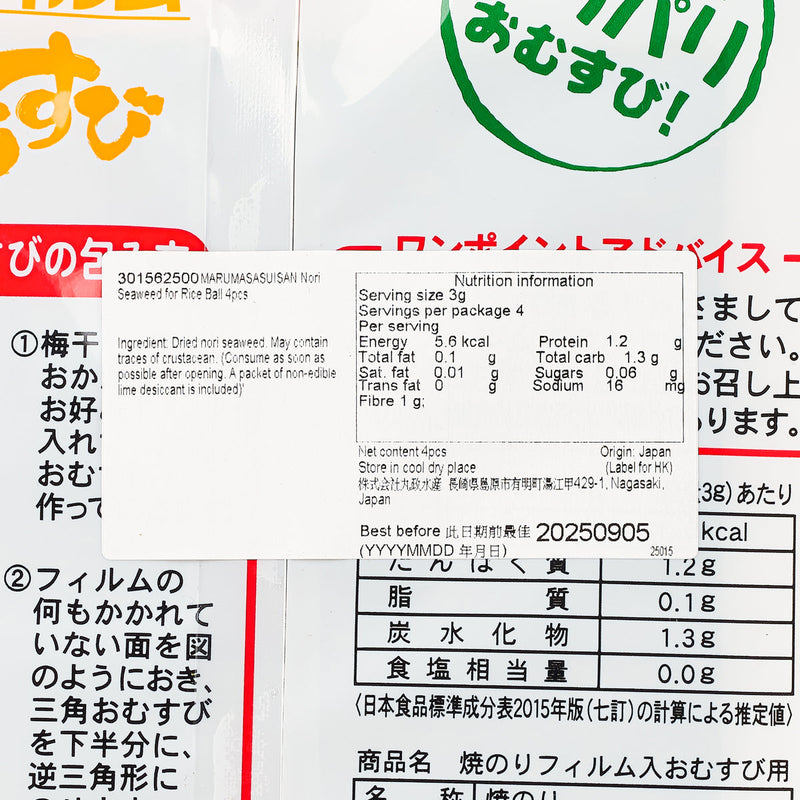 すび
パリ
おむすび!
びの包み方
ワンポイントアドバイス
①梅干
おか
お好
入れ
おむす
作って
②フィルムの
何もかかれて
いない面を図
のようにおき、
三角おむすび
を下半分に、
逆三角形に
さまして
ださい。
お召し上
ります。
301562500 MARUMASASUISAN Nori
Seaweed for Rice Ball 4pcs
Ingredient: Dried nori seaweed. May contain
traces of crustacean. (Consume as soon as
possible after opening. A packet of non-edible
lime desiccant is included)'
Nutrition information
Serving size 3g
Servings per package 4
Per serving
Energy 5.6 kcal Protein 1.2 g
Total fat 0.1 g Total carb 1.3 g
Sat. fat 0.01 g Sugars 0.06 g
Trans fat 0 g Sodium 16 mg
Fibre 1 g;
Net content 4pcs Origin: Japan
Store in cool dry place (Label for HK)
株式会社丸政水産 長崎県島原市有明町湯江甲429-1, Nagasaki,
Japan
Best before 此日期前最佳 20250905
(YYYYMMDD 年月日) 25015
3g)あたり
kcal
たんぱく質 1.2g
脂質 0.1g
炭水化物 1.3g
食塩相当量 0.0g
〈日本食品標準成分表2015年版(七訂)の計算による推定値〉
商品名 焼のりフィルム入おむすび用
名称 焼のり